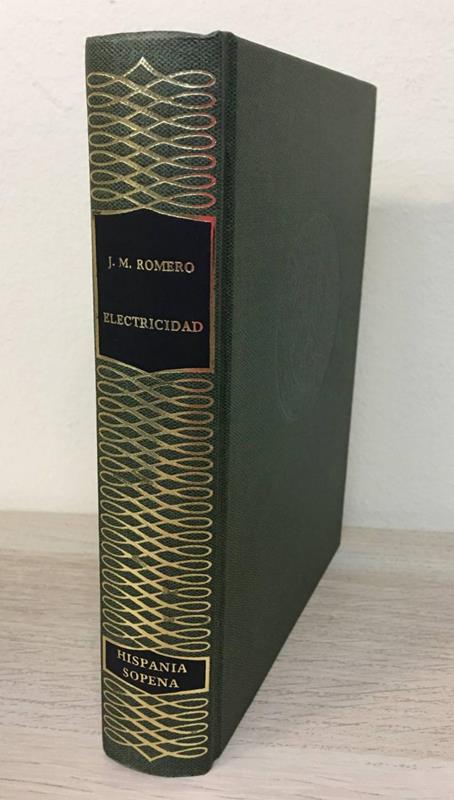 J. M. ROMERO
ELECTRICIDAD
HISPANIA
SOPENA